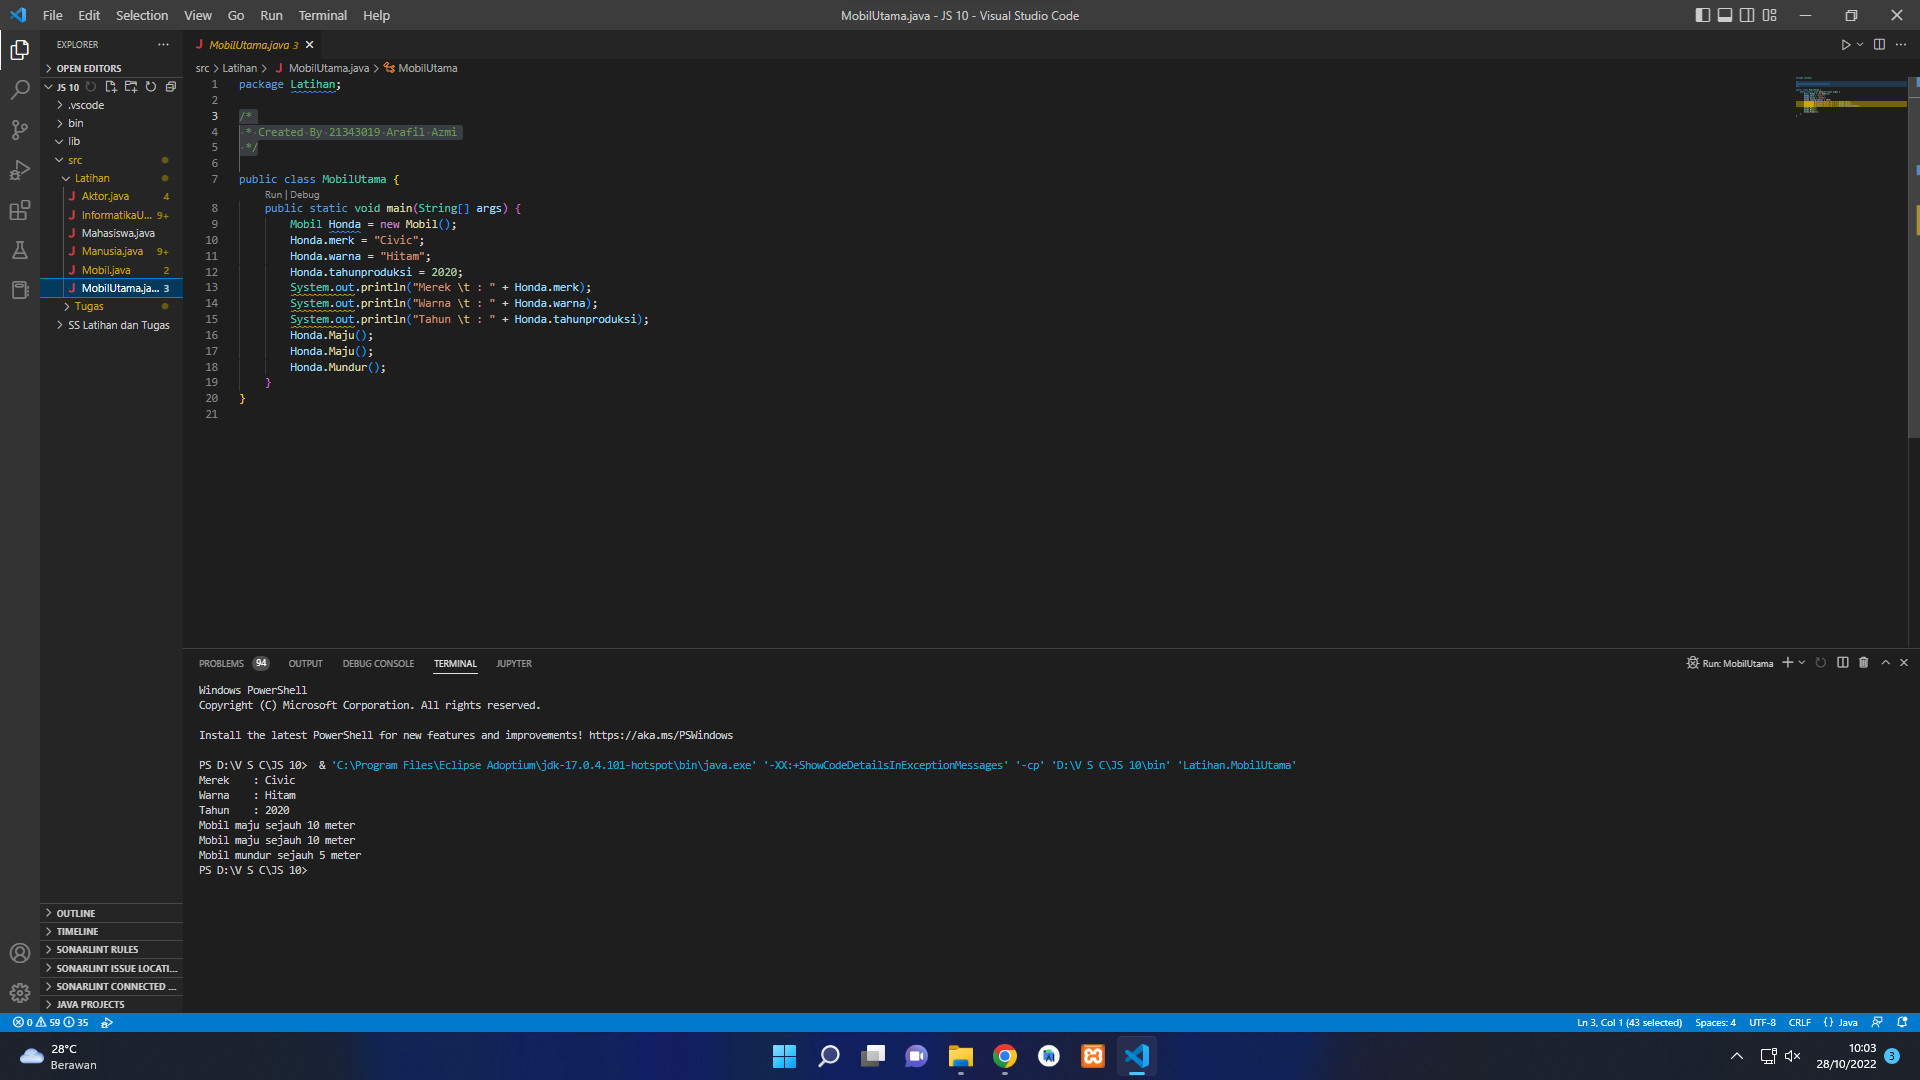 File Edit Selection View Go Run Terminal Help
MobilUtama.java - JS 10 - Visual Studio Code
EXPLORER
OPEN EDITORS
JS 10
.vscode
bin
lib
src
Latihan
Aktor.java 4
InformatikaU... 9+
Mahasiswa.java
Manusia.java 9+
Mobil.java 2
MobilUtama.ja... 3
Tugas
SS Latihan dan Tugas
OUTLINE
TIMELINE
SONARLINT RULES
SONARLINT ISSUE LOCATI...
SONARLINT CONNECTED ...
JAVA PROJECTS
MobilUtama.java 3
src > Latihan > MobilUtama.java > MobilUtama
1 package Latihan;
2
3 /*
4 * Created By 21343019 Arafil Azmi
5 */
6
7 public class MobilUtama {
Run | Debug
8 public static void main(String[] args) {
9 Mobil Honda = new Mobil();
10 Honda.merk = "Civic";
11 Honda.warna = "Hitam";
12 Honda.tahunproduksi = 2020;
13 System.out.println("Merek \t : " + Honda.merk);
14 System.out.println("Warna \t : " + Honda.warna);
15 System.out.println("Tahun \t : " + Honda.tahunproduksi);
16 Honda.Maju();
17 Honda.Maju();
18 Honda.Mundur();
19 }
20 }
21
PROBLEMS 94 OUTPUT DEBUG CONSOLE TERMINAL JUPYTER
Run: MobilUtama
Windows PowerShell
Copyright (C) Microsoft Corporation. All rights reserved.
Install the latest PowerShell for new features and improvements! https://aka.ms/PSWindows
PS D:\V S C\JS 10> & 'C:\Program Files\Eclipse Adoptium\jdk-17.0.4.101-hotspot\bin\java.exe' '-XX:+ShowCodeDetailsInExceptionMessages' '-cp' 'D:\V S C\JS 10\bin' 'Latihan.MobilUtama'
Merek : Civic
Warna : Hitam
Tahun : 2020
Mobil maju sejauh 10 meter
Mobil maju sejauh 10 meter
Mobil mundur sejauh 5 meter
PS D:\V S C\JS 10>
0 59 35
Ln 3, Col 1 (43 selected) Spaces: 4 UTF-8 CRLF {} Java
28°C
Berawan
10:03
28/10/2022
3